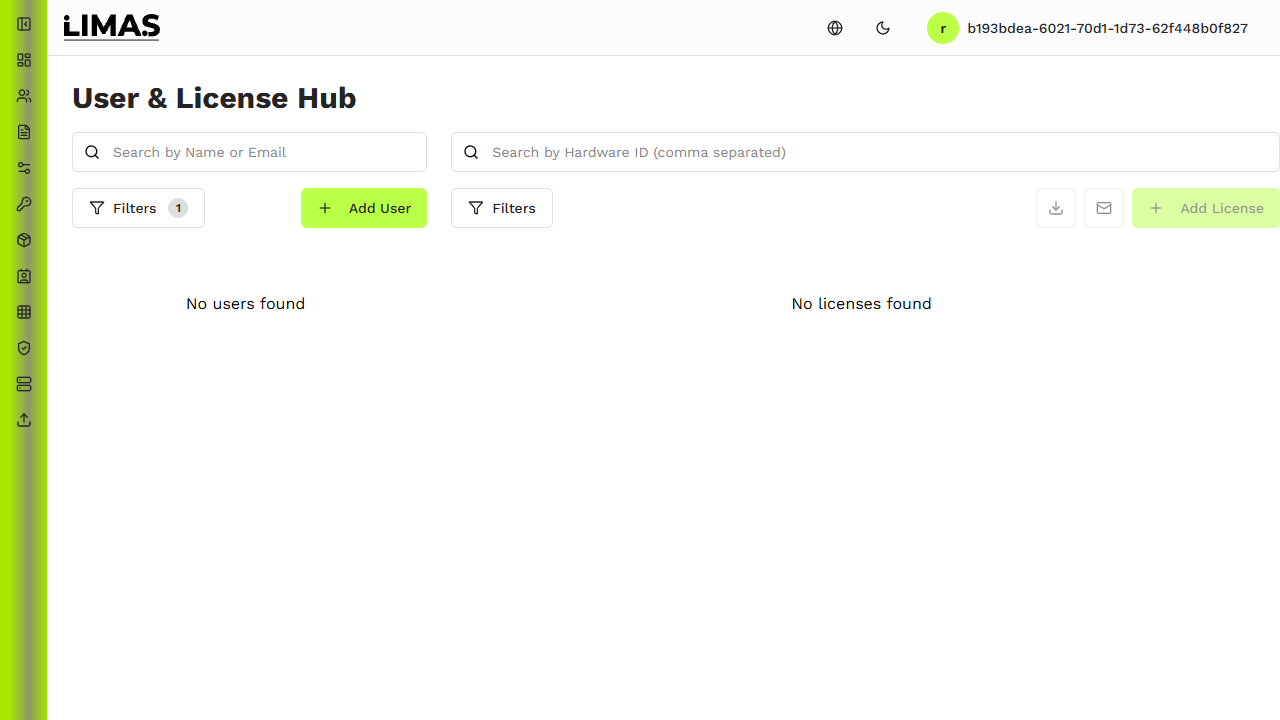 LIMAS
r
b193bdea-6021-70d1-1d73-62f448b0f827
User & License Hub
Search by Name or Email
Search by Hardware ID (comma separated)
Filters 1
Add User
Filters
Add License
No users found
No licenses found